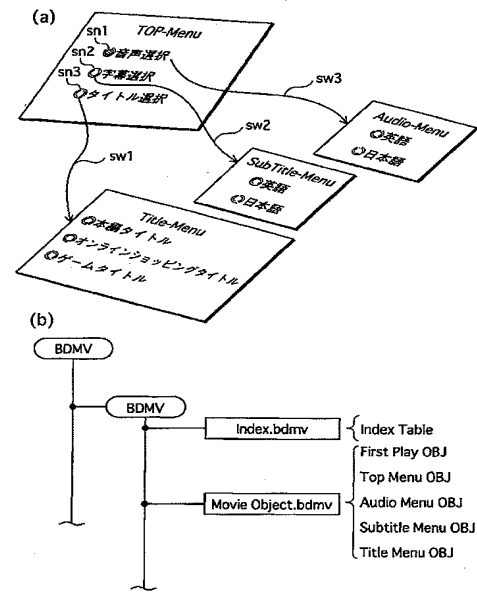 (a)
TOP-Menu
sn1
音声選択
sn2
字幕選択
sn3
タイトル選択
sw3
sw2
sw1
Audio-Menu
英語
日本語
SubTitle-Menu
英語
日本語
Title-Menu
本編タイトル
オンラインショッピングタイトル
ゲームタイトル
(b)
BDMV
BDMV
Index.bdmv
Index Table
First Play OBJ
Top Menu OBJ
Movie Object.bdmv
Audio Menu OBJ
Subtitle Menu OBJ
Title Menu OBJ